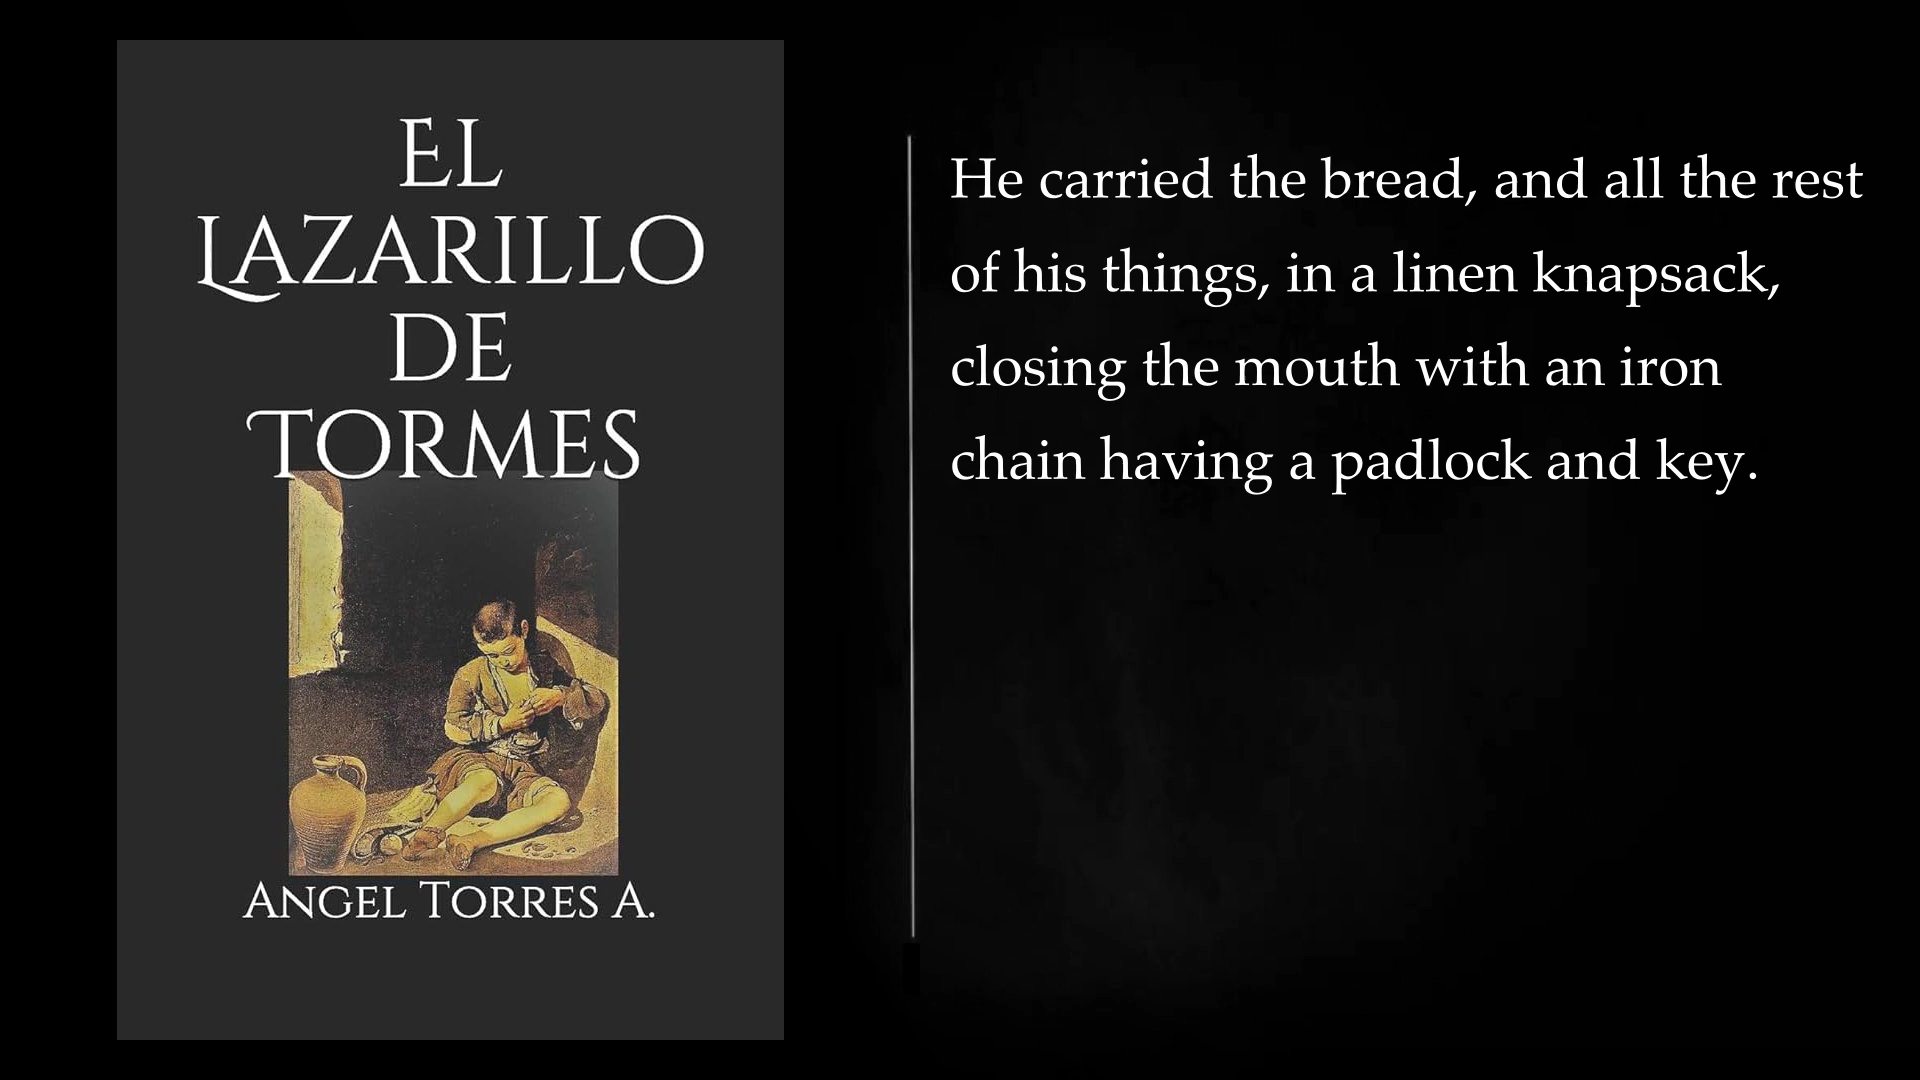 El
Lazarillo
de
Tormes
Angel Torres A.
He carried the bread, and all the rest
of his things, in a linen knapsack,
closing the mouth with an iron
chain having a padlock and key.